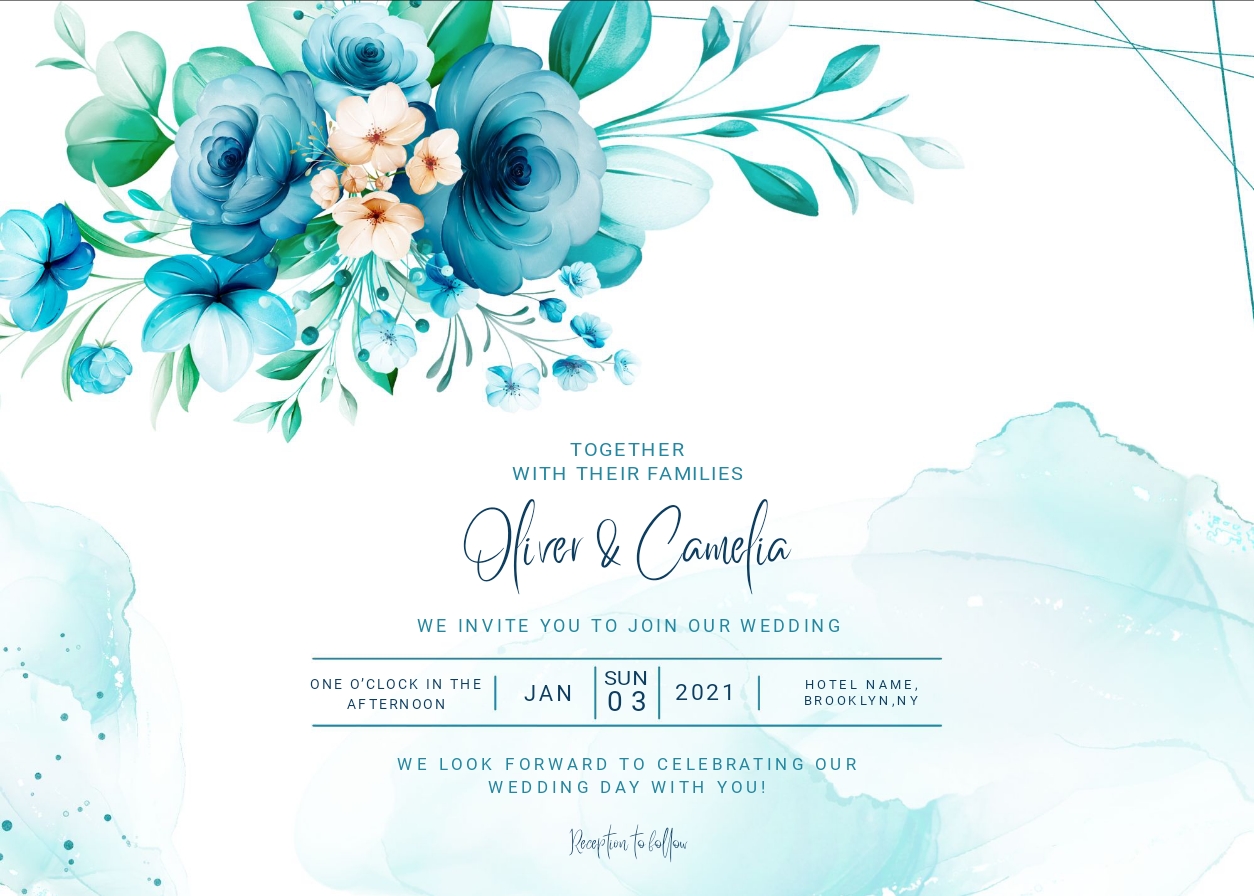 TOGETHER
WITH THEIR FAMILIES
Oliver & Camelia
WE INVITE YOU TO JOIN OUR WEDDING
ONE O’CLOCK IN THE
AFTERNOON
JAN
SUN
03
2021
HOTEL NAME,
BROOKLYN,NY
WE LOOK FORWARD TO CELEBRATING OUR
WEDDING DAY WITH YOU!
Reception to follow